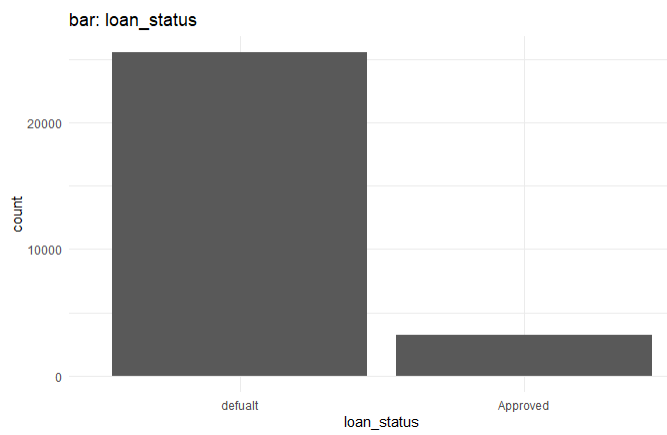 bar: loan_status
count
20000
10000
0
defualt Approved
loan_status